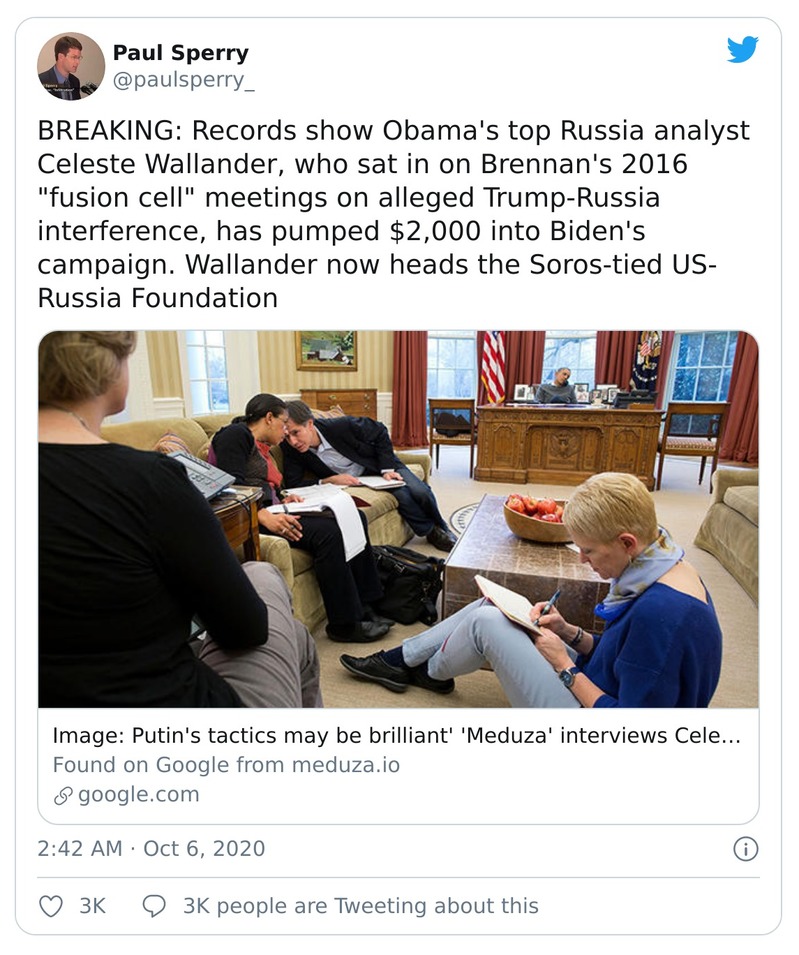 Paul Sperry
@paulsperry_
BREAKING: Records show Obama's top Russia analyst
Celeste Wallander, who sat in on Brennan's 2016
"fusion cell" meetings on alleged Trump-Russia
interference, has pumped $2,000 into Biden's
campaign. Wallander now heads the Soros-tied US-
Russia Foundation
Image: Putin's tactics may be brilliant' 'Meduza' interviews Cele...
Found on Google from meduza.io
google.com
2:42 AM · Oct 6, 2020
3K
3K people are Tweeting about this